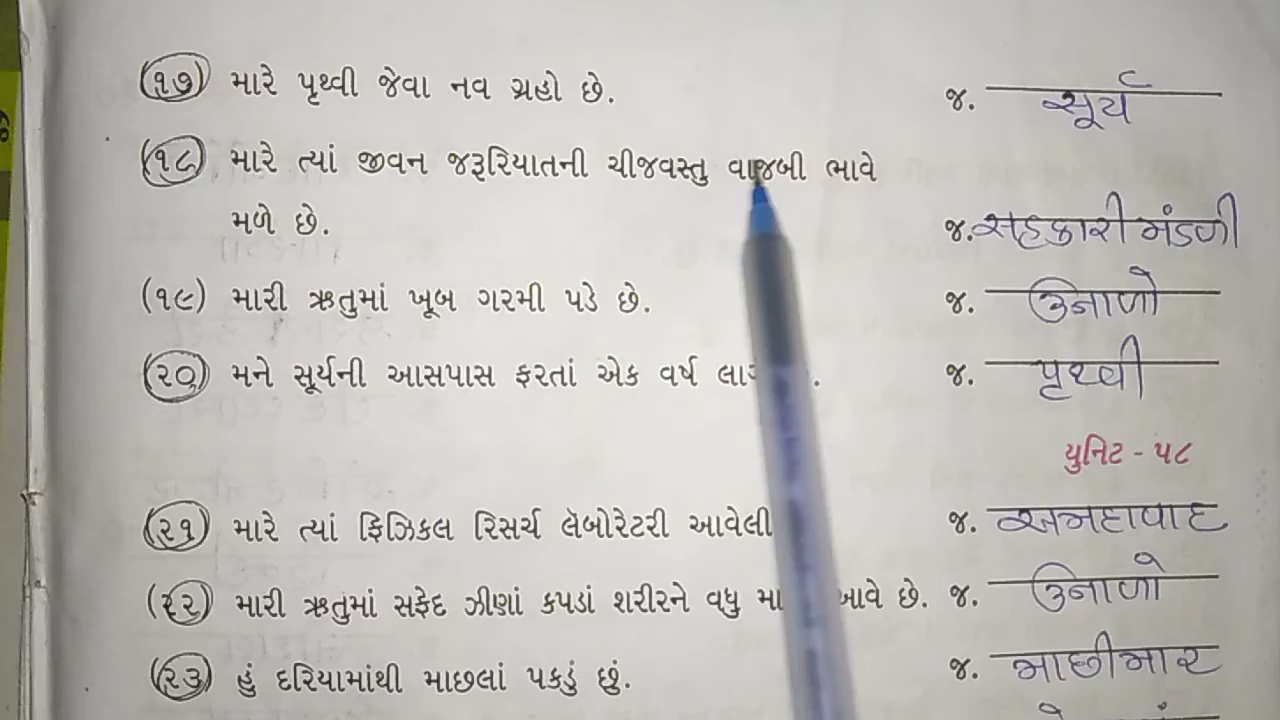 (૧૭) મારે પૃથ્વી જેવા નવ ગ્રહો છે. જ. સૂર્ય
(૧૮) મારે ત્યાં જીવન જરૂરિયાતની ચીજવસ્તુ વાજબી ભાવે
મળે છે. જ. સહકારી મંડળી
(૧૯) મારી ઋતુમાં ખૂબ ગરમી પડે છે. જ. ઉનાળો
(૨૦) મને સૂર્યની આસપાસ ફરતાં એક વર્ષ જ. પૃથ્વી
યુનિટ - ૫૮
(૨૧) મારે ત્યાં ફિઝિકલ રિસર્ચ લૅબોરેટરી આવેલી જ. અમદાવાદ
(૨૨) મારી ઋતુમાં સફેદ ઝીણાં કપડાં શરીરને વધુ આવે છે. જ. ઉનાળો
(૨૩) હું દરિયામાંથી માછલાં પકડું છું. જ. માછીમાર